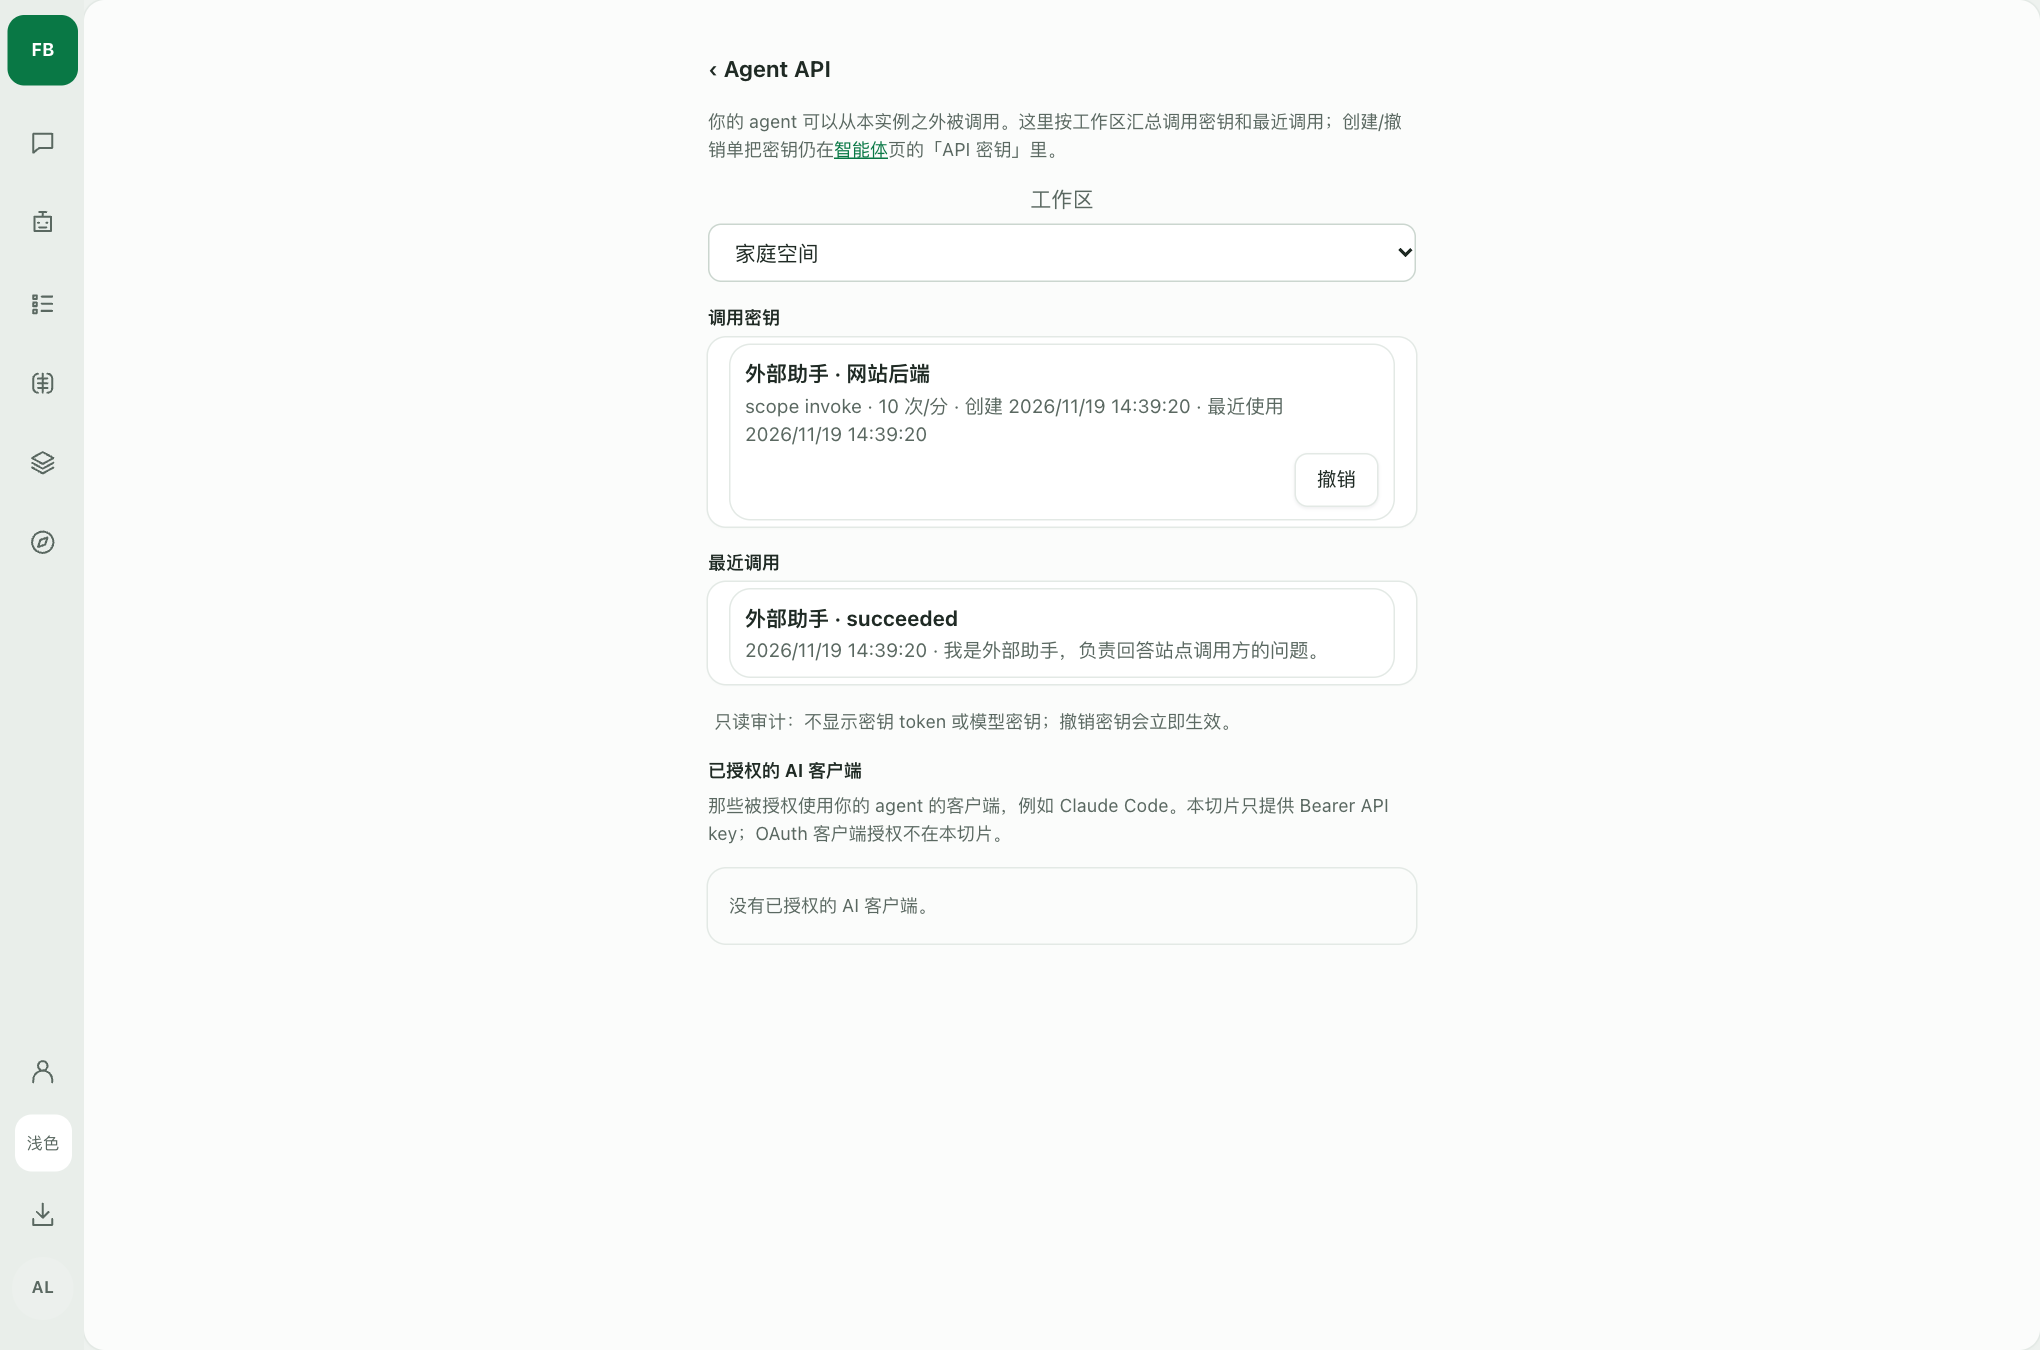 FB
‹ Agent API
你的 agent 可以从本实例之外被调用。这里按工作区汇总调用密钥和最近调用；创建/撤
销单把密钥仍在智能体页的「API 密钥」里。
工作区
家庭空间
调用密钥
外部助手 · 网站后端
scope invoke · 10 次/分 · 创建 2026/11/19 14:39:20 · 最近使用
2026/11/19 14:39:20
撤销
最近调用
外部助手 · succeeded
2026/11/19 14:39:20 · 我是外部助手，负责回答站点调用方的问题。
只读审计：不显示密钥 token 或模型密钥；撤销密钥会立即生效。
已授权的 AI 客户端
那些被授权使用你的 agent 的客户端，例如 Claude Code。本切片只提供 Bearer API
key；OAuth 客户端授权不在本切片。
没有已授权的 AI 客户端。
浅色
AL